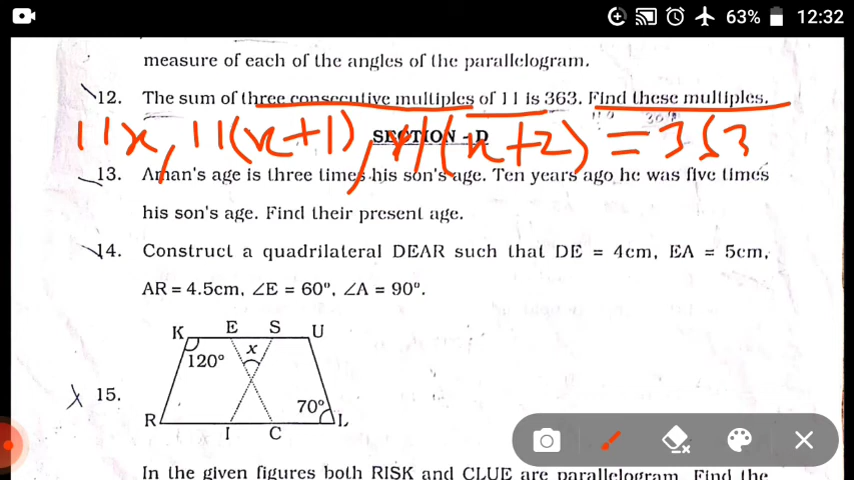 63% 12:32
measure of each of the angles of the parallelogram.
12. The sum of three consecutive multiples of 11 is 363. Find these multiples.
SECTION - D
11x, 11(x+1), 11(x+2) = 353
13. Aman's age is three times his son's age. Ten years ago he was five times
his son's age. Find their present age.
14. Construct a quadrilateral DEAR such that DE = 4cm, EA = 5cm,
AR = 4.5cm, ∠E = 60°, ∠A = 90°.
K E S U
x
120°
15.
70°
R I C L
In the given figures both RISK and CLUE are parallelogram. Find the